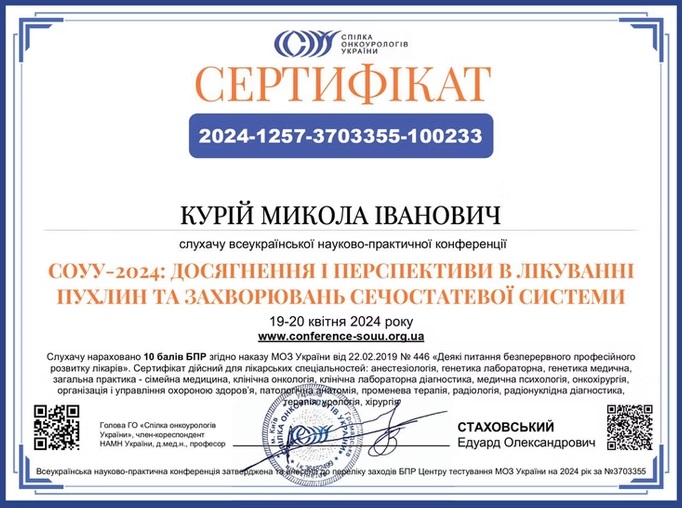 СПІЛКА
ОНКОУРОЛОГІВ
УКРАЇНИ
СЕРТИФІКАТ
2024-1257-3703355-100233
КУРІЙ МИКОЛА ІВАНОВИЧ
слухачу всеукраїнської науково-практичної конференції
СОУУ-2024: ДОСЯГНЕННЯ І ПЕРСПЕКТИВИ В ЛІКУВАННІ
ПУХЛИН ТА ЗАХВОРЮВАНЬ СЕЧОСТАТЕВОЇ СИСТЕМИ
19-20 квітня 2024 року
www.conference-souu.org.ua
Слухачу нараховано 10 балів БПР згідно наказу МОЗ України від 22.02.2019 № 446 «Деякі питання безперервного професійного
розвитку лікарів». Сертифікат дійсний для лікарських спеціальностей: анестезіологія, генетика лабораторна, генетика медична,
загальна практика - сімейна медицина, клінічна онкологія, клінічна лабораторна діагностика, медична психологія, онкохірургія,
організація і управління охороною здоров'я, патологічна анатомія, променева терапія, радіологія, радіонуклідна діагностика,
терапія, урологія, хірургія
Голова ГО «Спілка онкоурологів
України», член-кореспондент
НАМН України, д.мед.н., професор
СПІЛКА ОНКОУРОЛОГІВ УКРАЇНИ
м. Київ
СТАХОВСЬКИЙ
Едуард Олександрович
Всеукраїнська науково-практична конференція затверджена та внесена до переліку заходів БПР Центру тестування МОЗ України на 2024 рік за №3703355